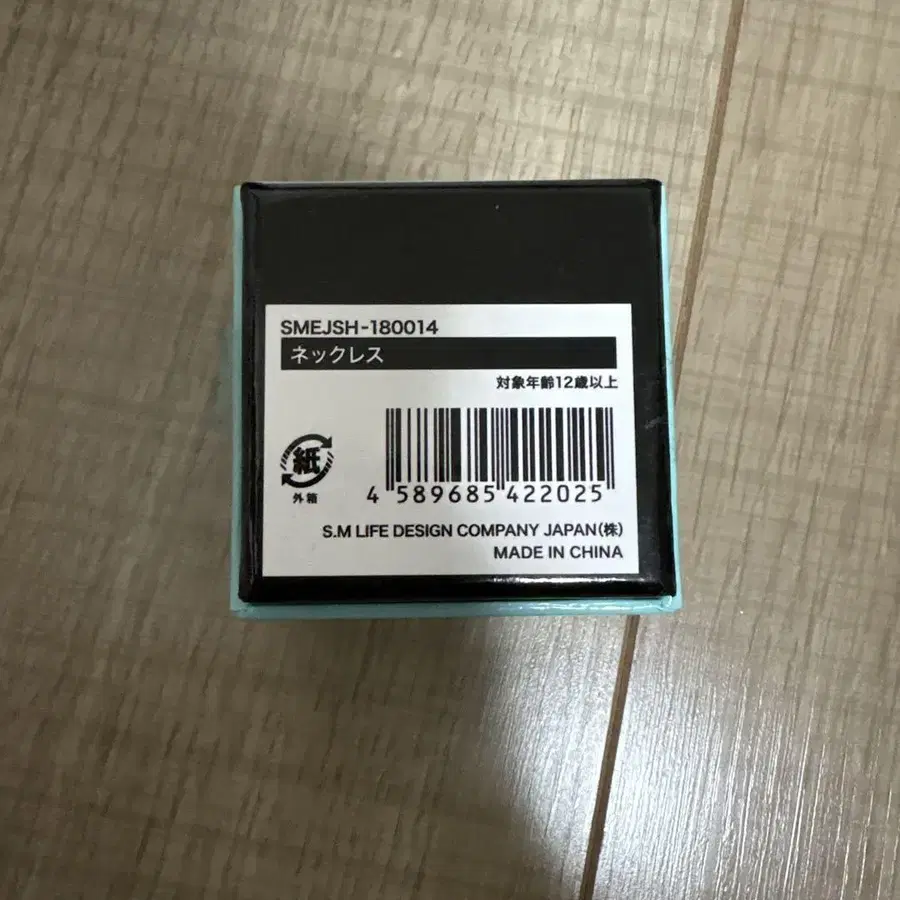 SMEJSH-180014
ネックレス
対象年齢12歳以上
紙
外箱
4 589685 422025
S.M LIFE DESIGN COMPANY JAPAN(株)
MADE IN CHINA